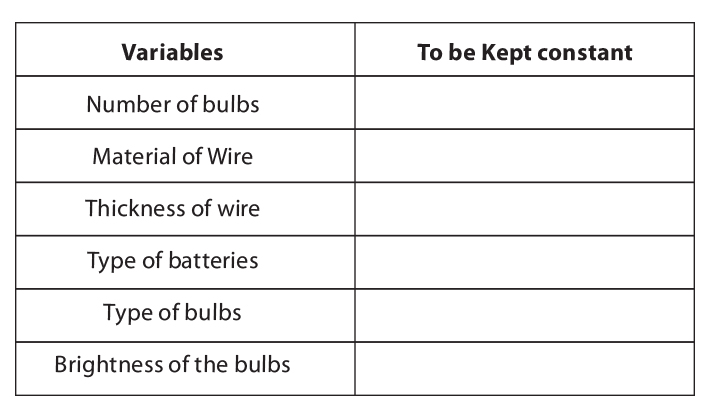 Variables To be Kept constant
Number of bulbs
Material of Wire
Thickness of wire
Type of batteries
Type of bulbs
Brightness of the bulbs